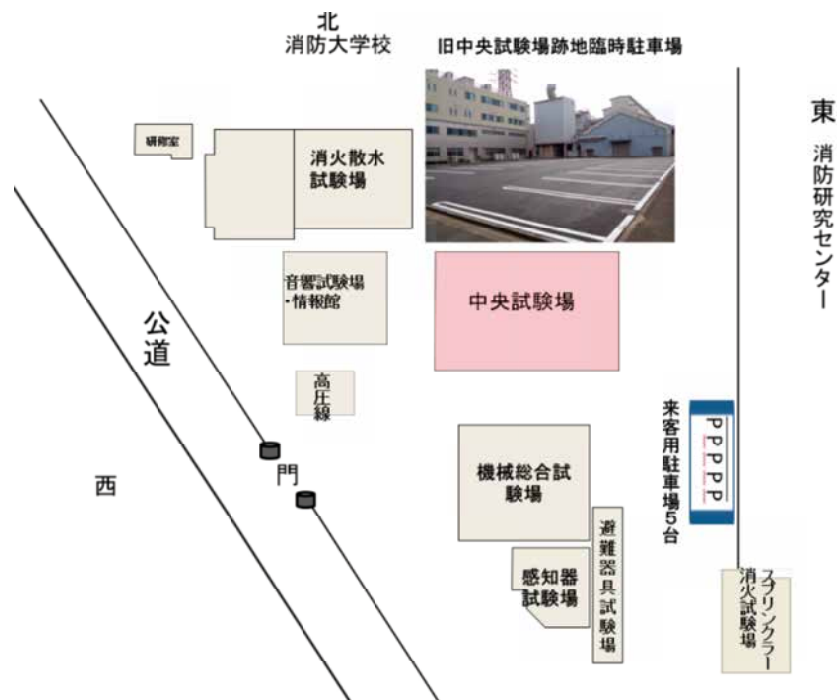 北
消防大学校
旧中央試験場跡地臨時駐車場
東
消防研究センター
研修室
消火散水
試験場
音響試験場
・情報館
中央試験場
公道
高圧線
西
門
機械総合試
験場
来客用駐車場5台
PPPPP
感知器
試験場
避難器具試験場
スプリンクラー
消火試験場